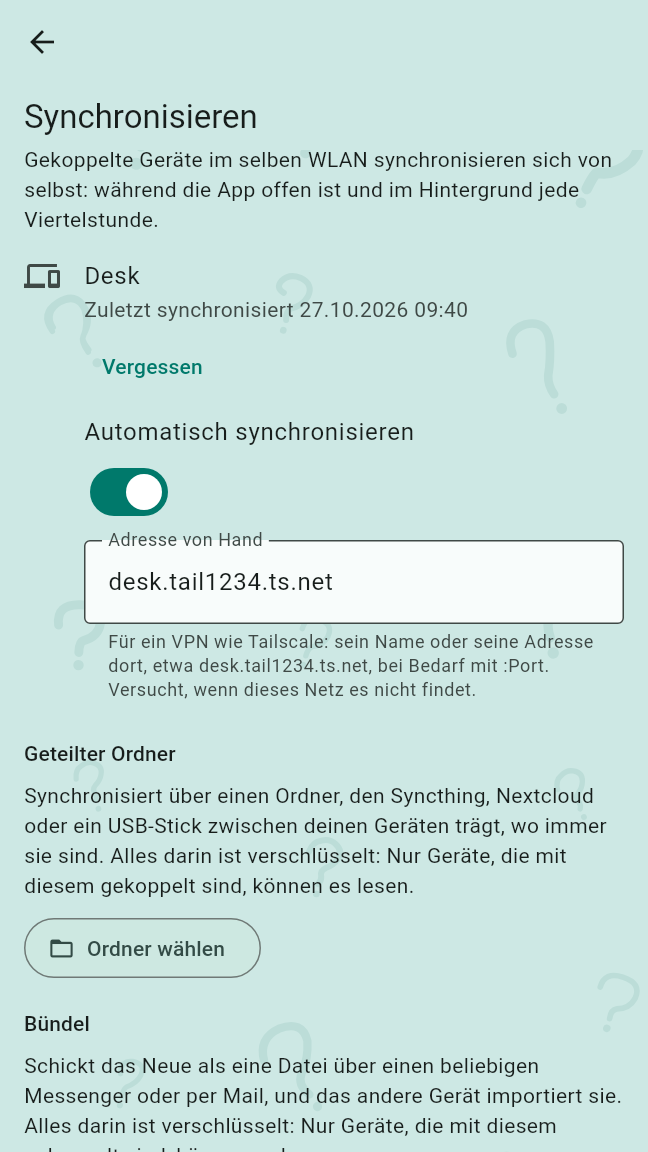 Synchronisieren
Gekoppelte Geräte im selben WLAN synchronisieren sich von
selbst: während die App offen ist und im Hintergrund jede
Viertelstunde.
Desk
Zuletzt synchronisiert 27.10.2026 09:40
Vergessen
Automatisch synchronisieren
Adresse von Hand
desk.tail1234.ts.net
Für ein VPN wie Tailscale: sein Name oder seine Adresse
dort, etwa desk.tail1234.ts.net, bei Bedarf mit :Port.
Versucht, wenn dieses Netz es nicht findet.
Geteilter Ordner
Synchronisiert über einen Ordner, den Syncthing, Nextcloud
oder ein USB-Stick zwischen deinen Geräten trägt, wo immer
sie sind. Alles darin ist verschlüsselt: Nur Geräte, die mit
diesem gekoppelt sind, können es lesen.
Ordner wählen
Bündel
Schickt das Neue als eine Datei über einen beliebigen
Messenger oder per Mail, und das andere Gerät importiert sie.
Alles darin ist verschlüsselt: Nur Geräte, die mit diesem